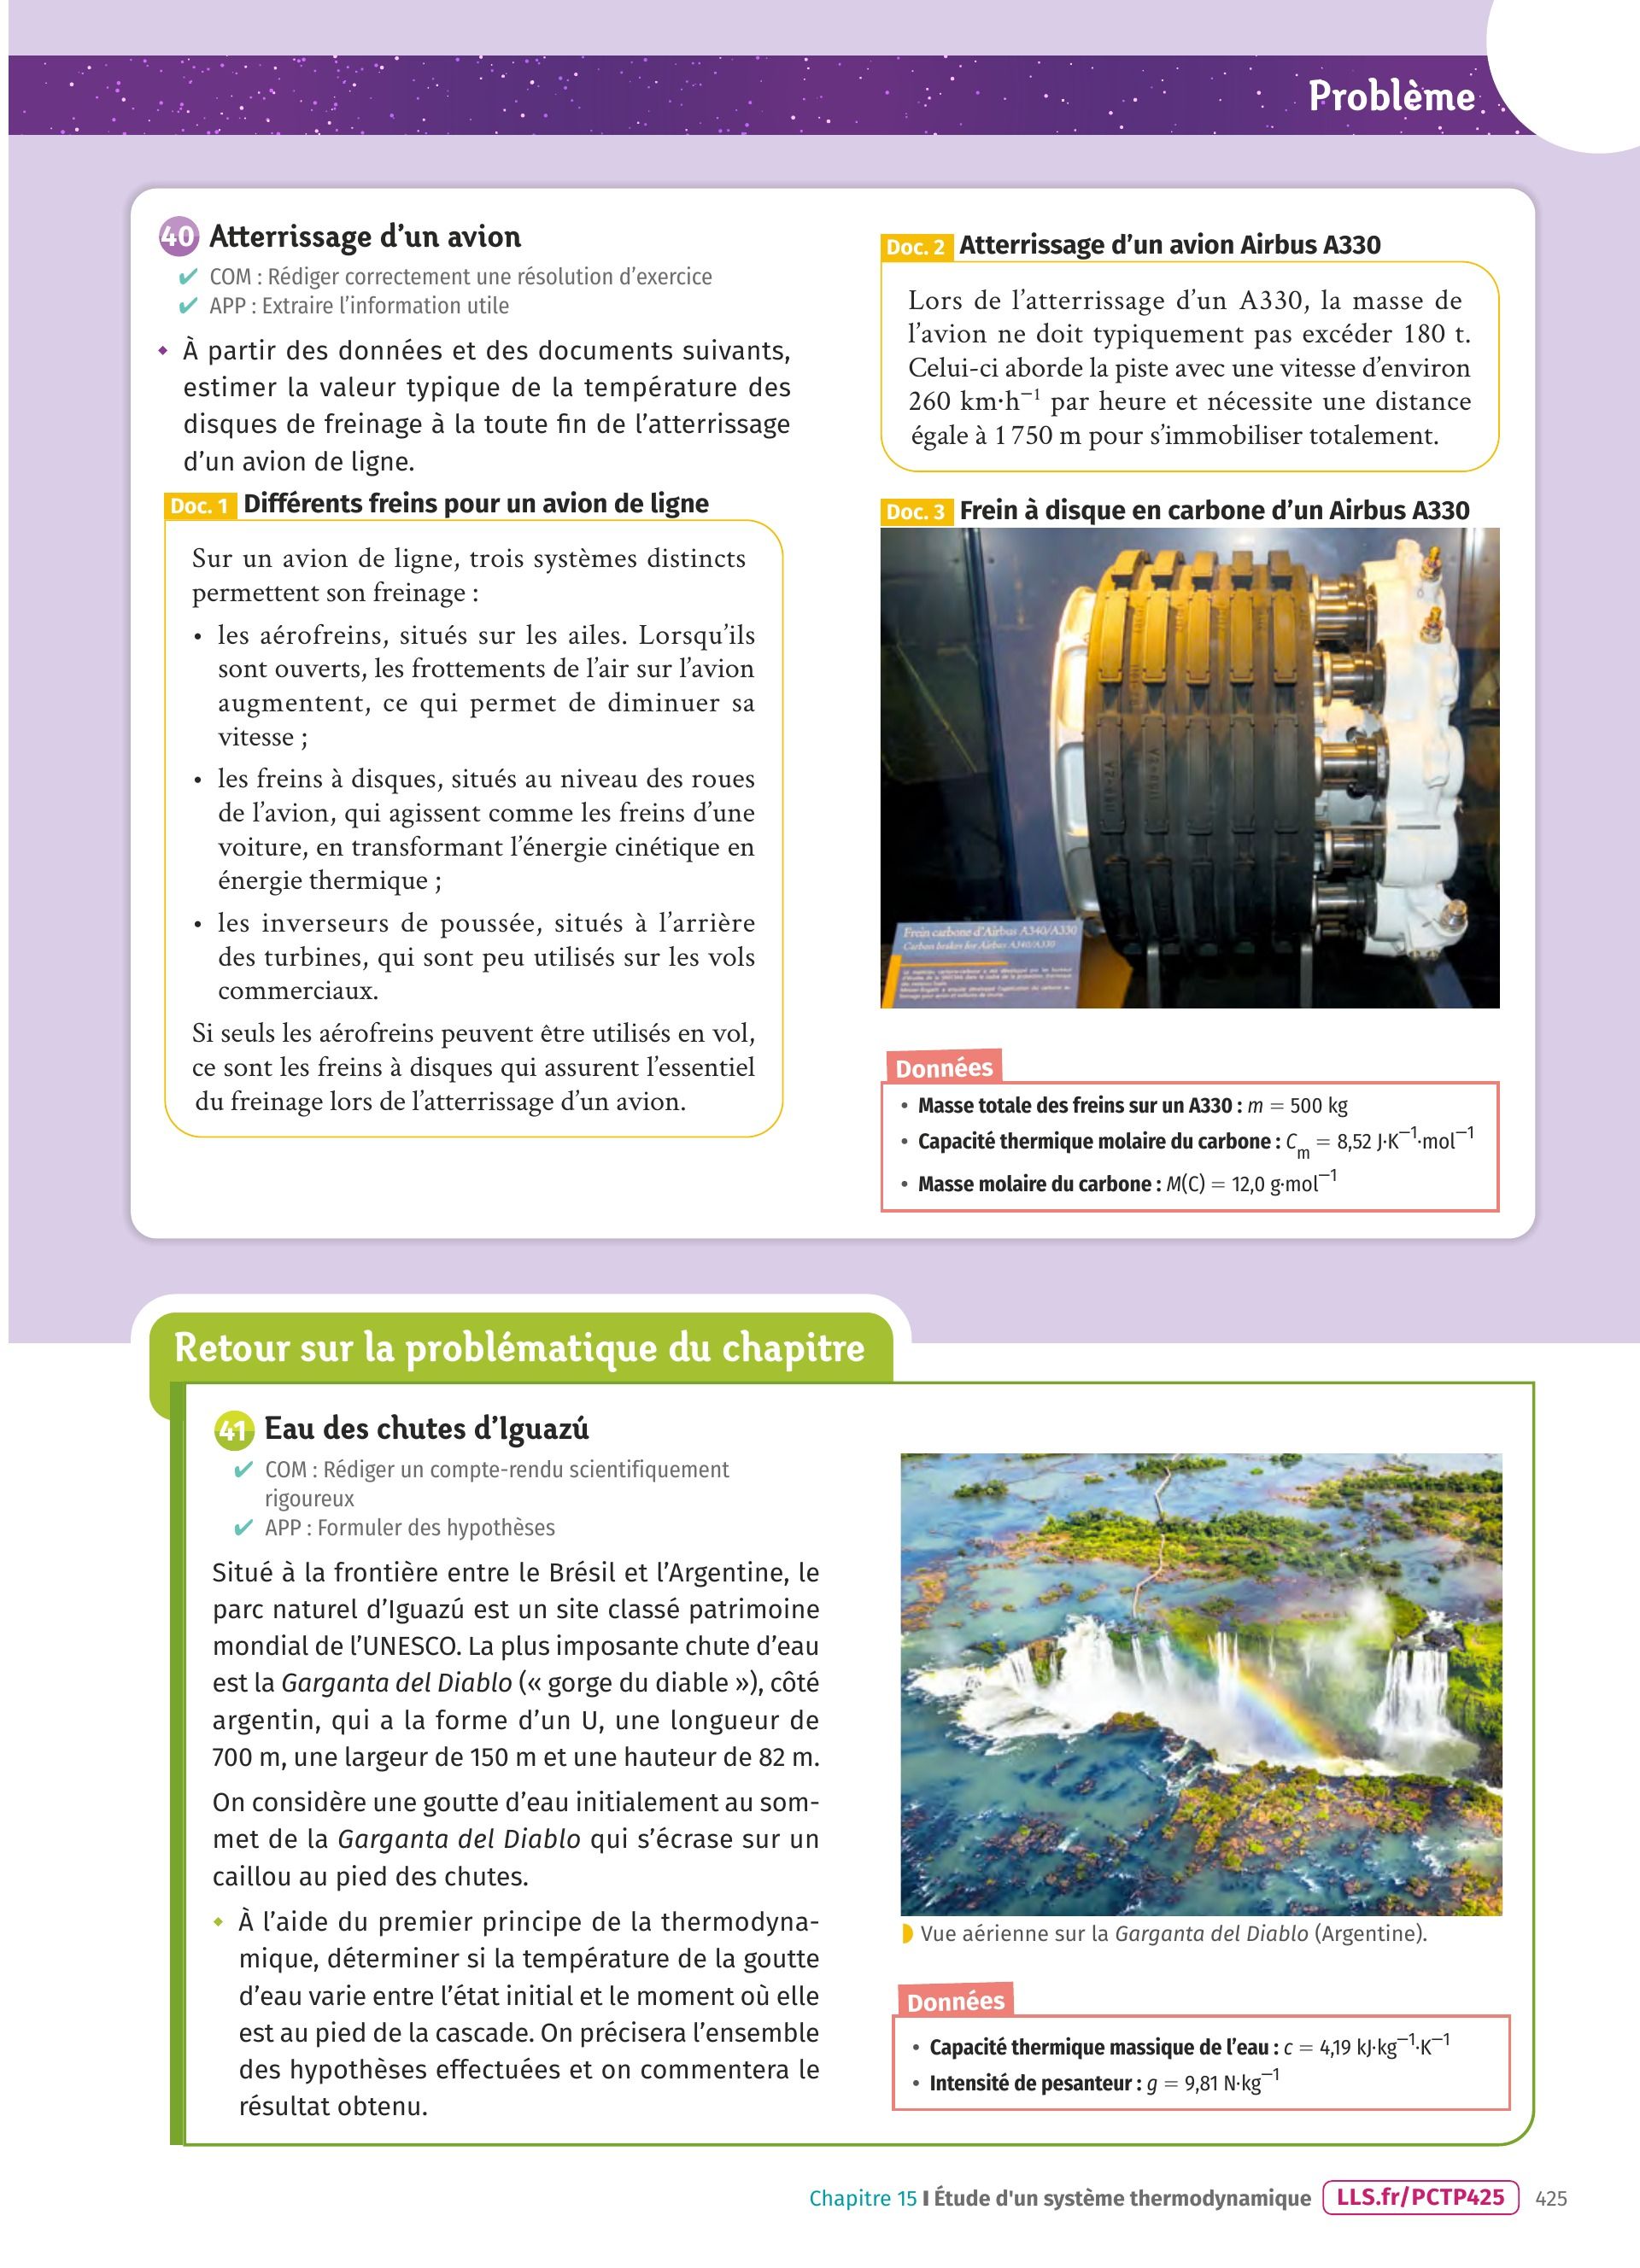 Problème
40 Atterrissage d'un avion
✔ COM : Rédiger correctement une résolution d'exercice
✔ APP : Extraire l'information utile
À partir des données et des documents suivants,
estimer la valeur typique de la température des
disques de freinage à la toute fin de l'atterrissage
d'un avion de ligne.
Doc. 1 Différents freins pour un avion de ligne
Sur un avion de ligne, trois systèmes distincts
permettent son freinage :
• les aérofreins, situés sur les ailes. Lorsqu'ils
sont ouverts, les frottements de l'air sur l'avion
augmentent, ce qui permet de diminuer sa
vitesse ;
• les freins à disques, situés au niveau des roues
de l'avion, qui agissent comme les freins d'une
voiture, en transformant l'énergie cinétique en
énergie thermique ;
• les inverseurs de poussée, situés à l'arrière
des turbines, qui sont peu utilisés sur les vols
commerciaux.
Si seuls les aérofreins peuvent être utilisés en vol,
ce sont les freins à disques qui assurent l'essentiel
du freinage lors de l'atterrissage d'un avion.
Doc. 2 Atterrissage d'un avion Airbus A330
Lors de l'atterrissage d'un A330, la masse de
l'avion ne doit typiquement pas excéder 180 t.
Celui-ci aborde la piste avec une vitesse d'environ
260 km·h⁻¹ par heure et nécessite une distance
égale à 1 750 m pour s'immobiliser totalement.
Doc. 3 Frein à disque en carbone d'un Airbus A330
Frein carbone d'Airbus A340/A330
Carbon brakes for Airbus A340/A330
Données
• Masse totale des freins sur un A330 : m = 500 kg
• Capacité thermique molaire du carbone : Cₘ = 8,52 J·K⁻¹·mol⁻¹
• Masse molaire du carbone : M(C) = 12,0 g·mol⁻¹
Retour sur la problématique du chapitre
41 Eau des chutes d'Iguazú
✔ COM : Rédiger un compte-rendu scientifiquement
rigoureux
✔ APP : Formuler des hypothèses
Situé à la frontière entre le Brésil et l'Argentine, le
parc naturel d'Iguazú est un site classé patrimoine
mondial de l'UNESCO. La plus imposante chute d'eau
est la Garganta del Diablo (« gorge du diable »), côté
argentin, qui a la forme d'un U, une longueur de
700 m, une largeur de 150 m et une hauteur de 82 m.
On considère une goutte d'eau initialement au som-
met de la Garganta del Diablo qui s'écrase sur un
caillou au pied des chutes.
À l'aide du premier principe de la thermodyna-
mique, déterminer si la température de la goutte
d'eau varie entre l'état initial et le moment où elle
est au pied de la cascade. On précisera l'ensemble
des hypothèses effectuées et on commentera le
résultat obtenu.
Vue aérienne sur la Garganta del Diablo (Argentine).
Données
• Capacité thermique massique de l'eau : c = 4,19 kJ·kg⁻¹·K⁻¹
• Intensité de pesanteur : g = 9,81 N·kg⁻¹
Chapitre 15 I Étude d'un système thermodynamique LLS.fr/PCTP425 425